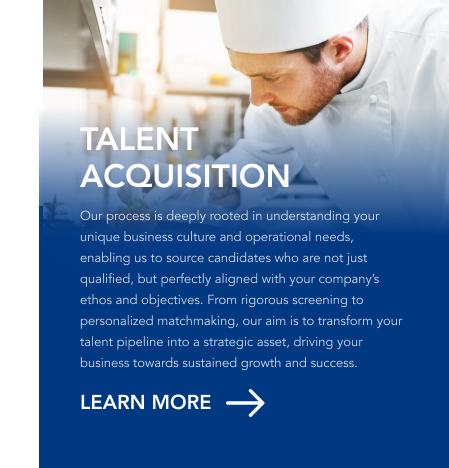 TALENT
ACQUISITION
Our process is deeply rooted in understanding your
unique business culture and operational needs,
enabling us to source candidates who are not just
qualified, but perfectly aligned with your company's
ethos and objectives. From rigorous screening to
personalized matchmaking, our aim is to transform your
talent pipeline into a strategic asset, driving your
business towards sustained growth and success.
LEARN MORE